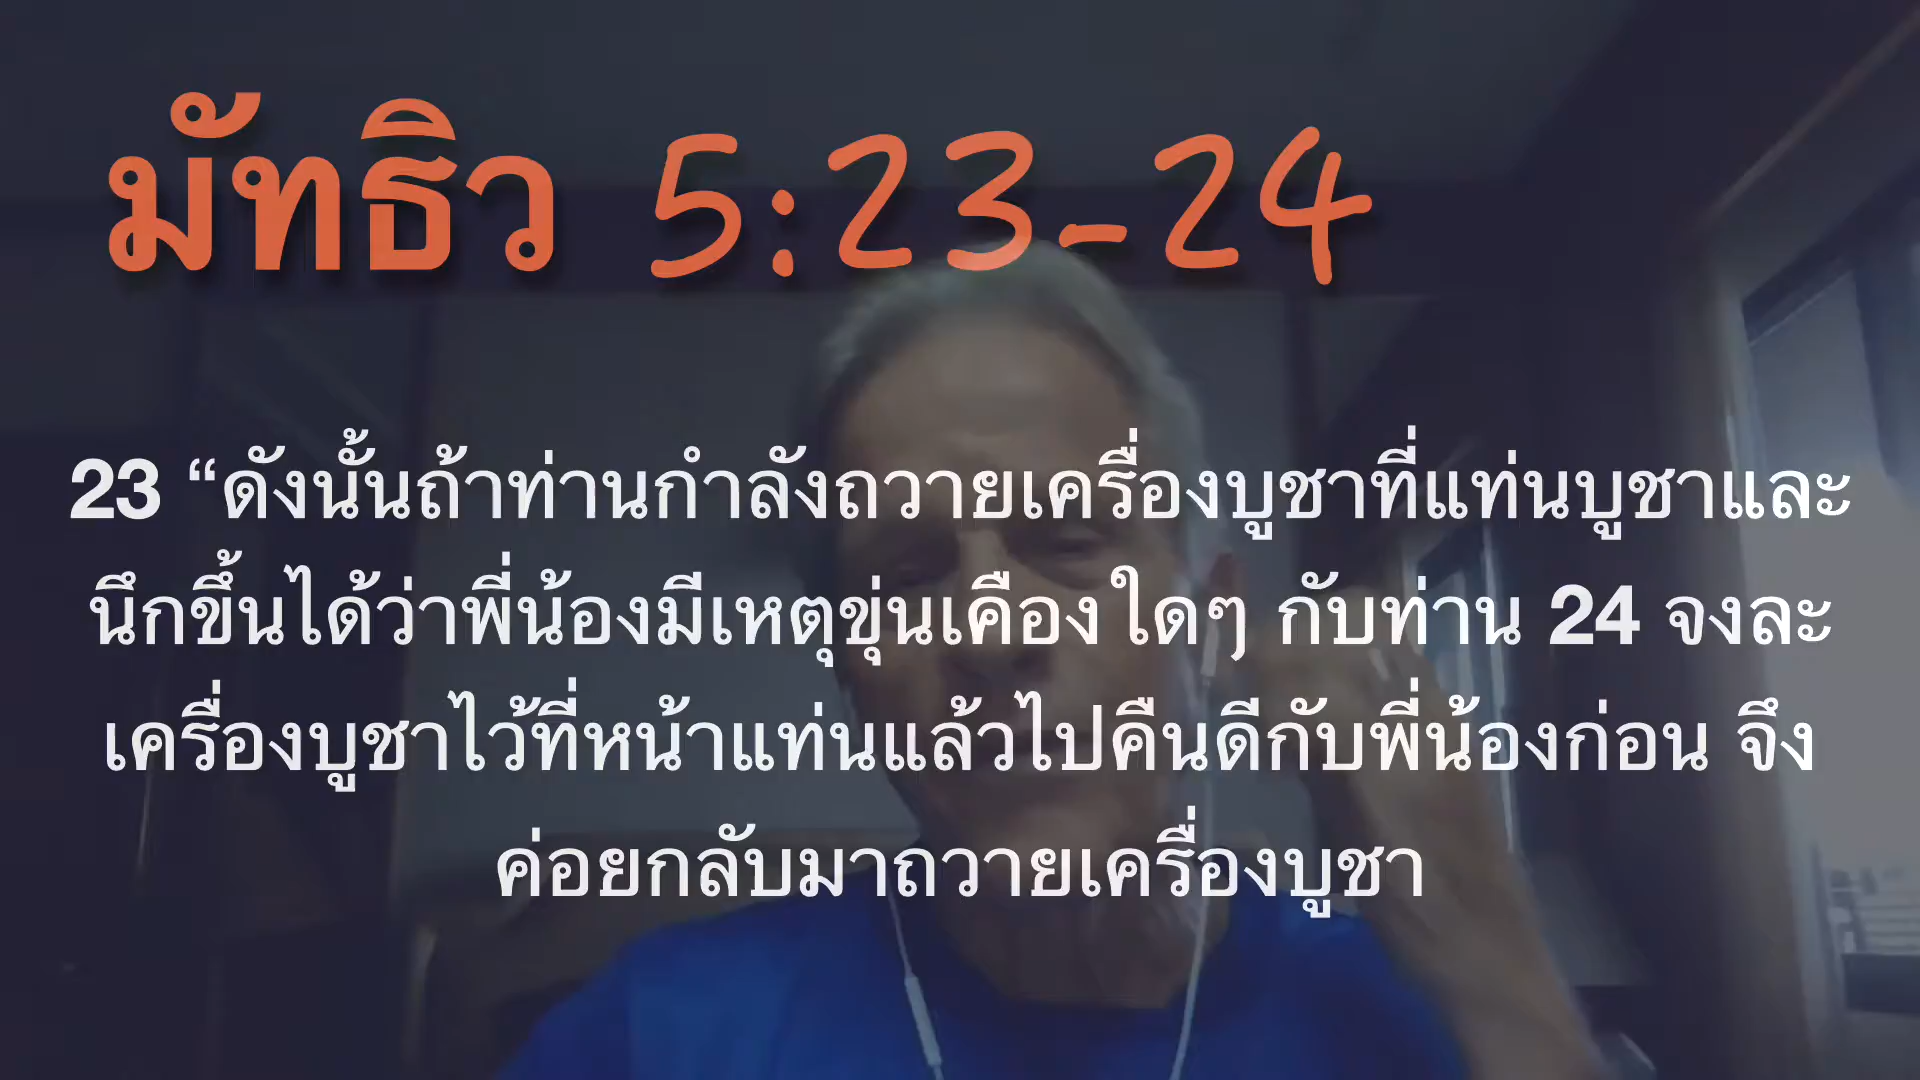 มัทธิว 5:23-24
23 “ดังนั้นถ้าท่านกำลังถวายเครื่องบูชาที่แท่นบูชาและ
นึกขึ้นได้ว่าพี่น้องมีเหตุขุ่นเคืองใดๆ กับท่าน 24 จงละ
เครื่องบูชาไว้ที่หน้าแท่นแล้วไปคืนดีกับพี่น้องก่อน จึง
ค่อยกลับมาถวายเครื่องบูชา